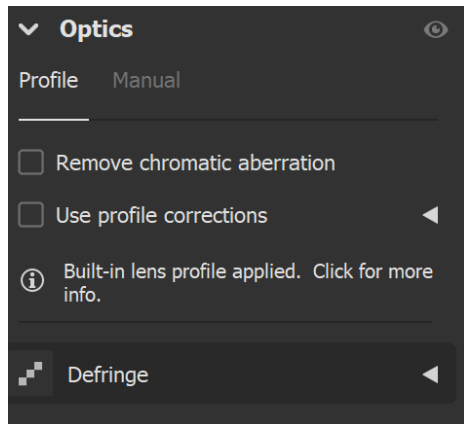 Optics
Profile Manual
Remove chromatic aberration
Use profile corrections
Built-in lens profile applied.  Click for more
info.
Defringe